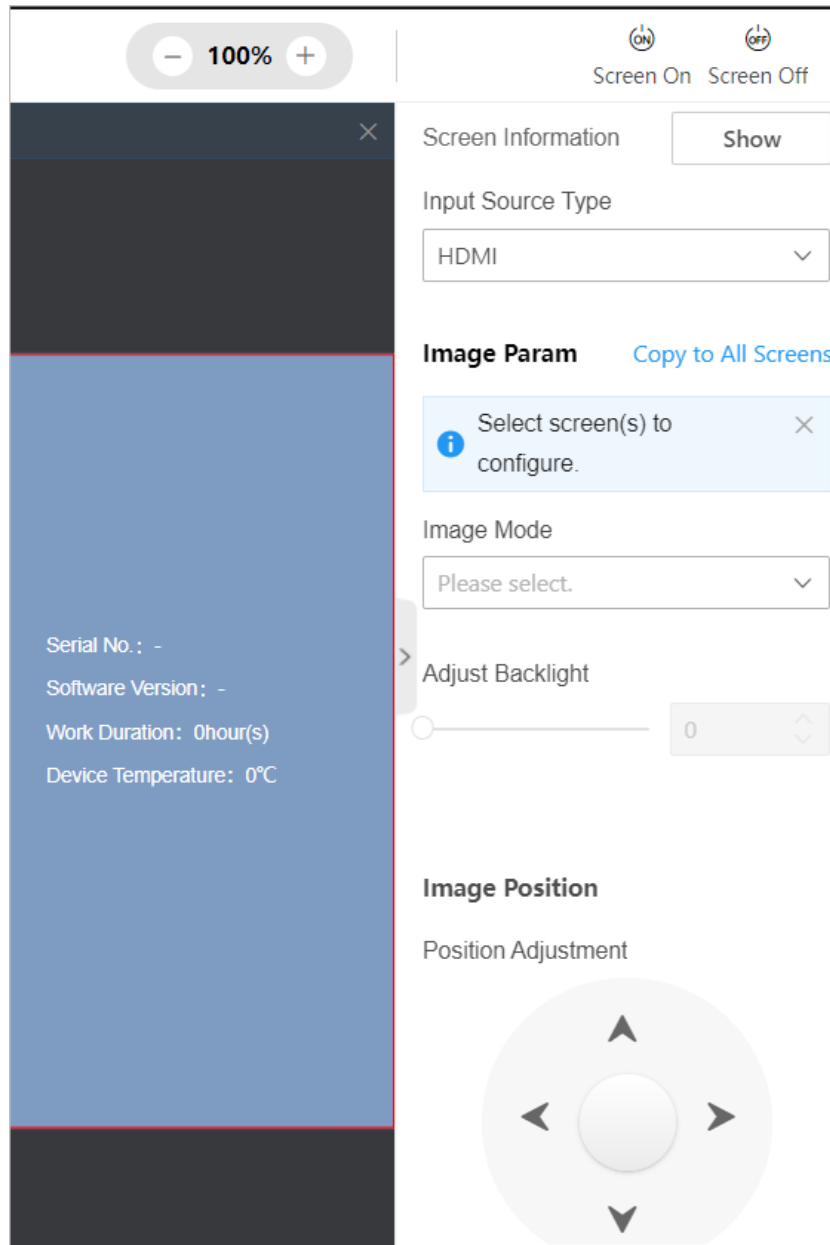 100%
ON
OFF
Screen On
Screen Off
Screen Information
Show
Input Source Type
HDMI
Image Param
Copy to All Screens
Select screen(s) to
configure.
Image Mode
Please select.
Serial No.: -
Software Version: -
Work Duration: 0hour(s)
Device Temperature: 0℃
Adjust Backlight
0
Image Position
Position Adjustment